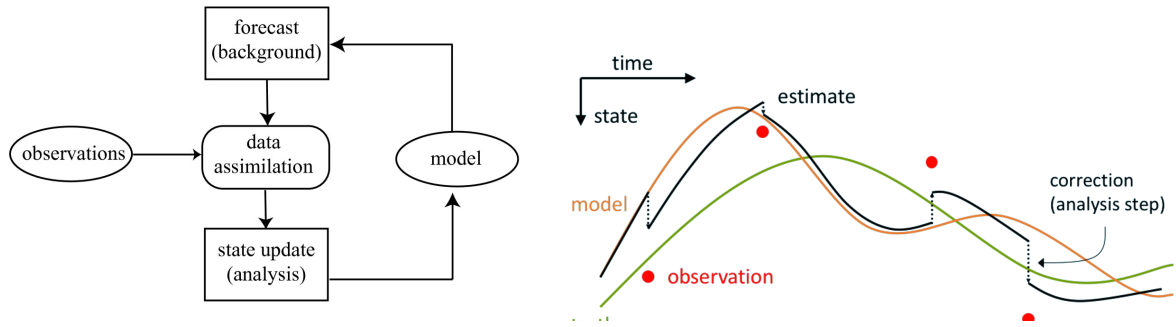 forecast
(background)
observations
data
assimilation
model
state update
(analysis)
time
state
estimate
model
correction
(analysis step)
observation